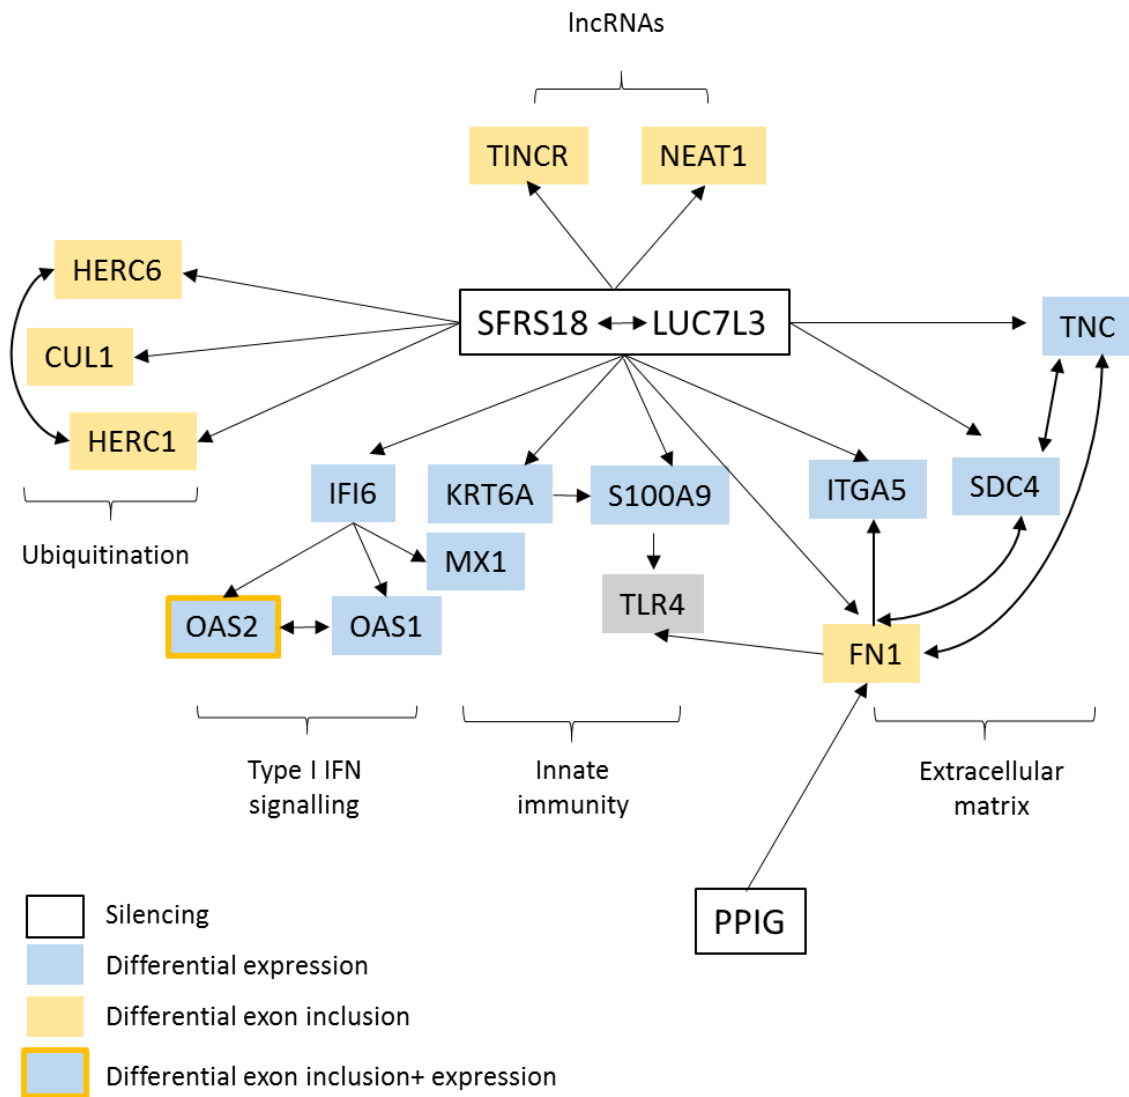 lncRNAs
TINCR
NEAT1
HERC6
SFRS18
LUC7L3
TNC
CUL1
HERC1
IFI6
KRT6A
S100A9
ITGA5
SDC4
Ubiquitination
MX1
TLR4
OAS2
OAS1
FN1
Type I IFN
signalling
Innate
immunity
Extracellular
matrix
PPIG
Silencing
Differential expression
Differential exon inclusion
Differential exon inclusion+ expression